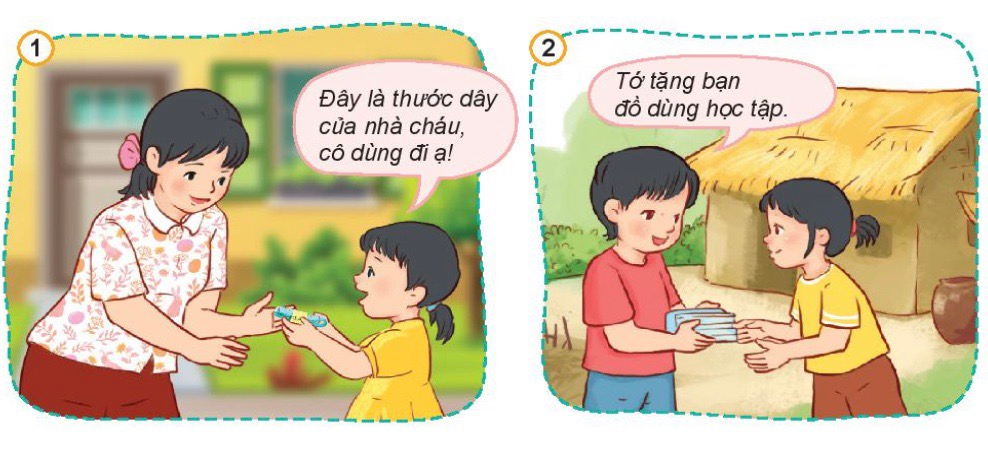 1
Đây là thước dây
của nhà cháu,
cô dùng đi ạ!
2
Tớ tặng bạn
đồ dùng học tập.